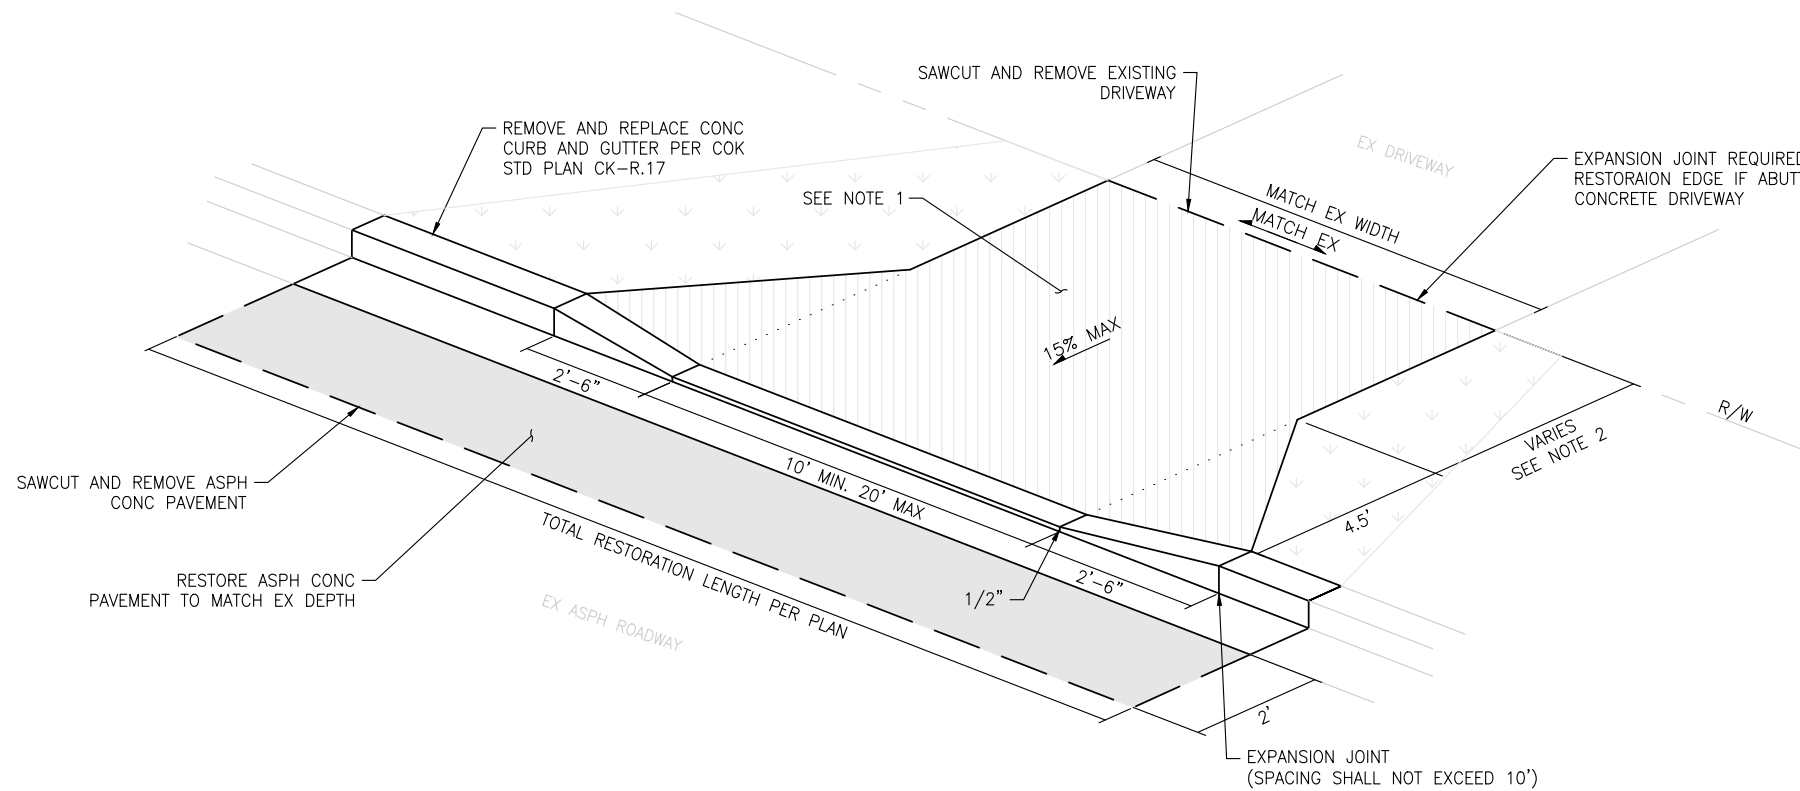 SAWCUT AND REMOVE EXISTING
DRIVEWAY
REMOVE AND REPLACE CONC
CURB AND GUTTER PER COK
STD PLAN CK-R.17
EX DRIVEWAY
EXPANSION JOINT REQUIRED
RESTORAION EDGE IF ABUTT
CONCRETE DRIVEWAY
SEE NOTE 1
MATCH EX WIDTH
MATCH EX
15% MAX
2'-6"
R/W
VARIES
SEE NOTE 2
10' MIN. 20' MAX
4.5'
SAWCUT AND REMOVE ASPH
CONC PAVEMENT
TOTAL RESTORATION LENGTH PER PLAN
RESTORE ASPH CONC
PAVEMENT TO MATCH EX DEPTH
2'-6"
1/2"
EX ASPH ROADWAY
2'
EXPANSION JOINT
(SPACING SHALL NOT EXCEED 10')